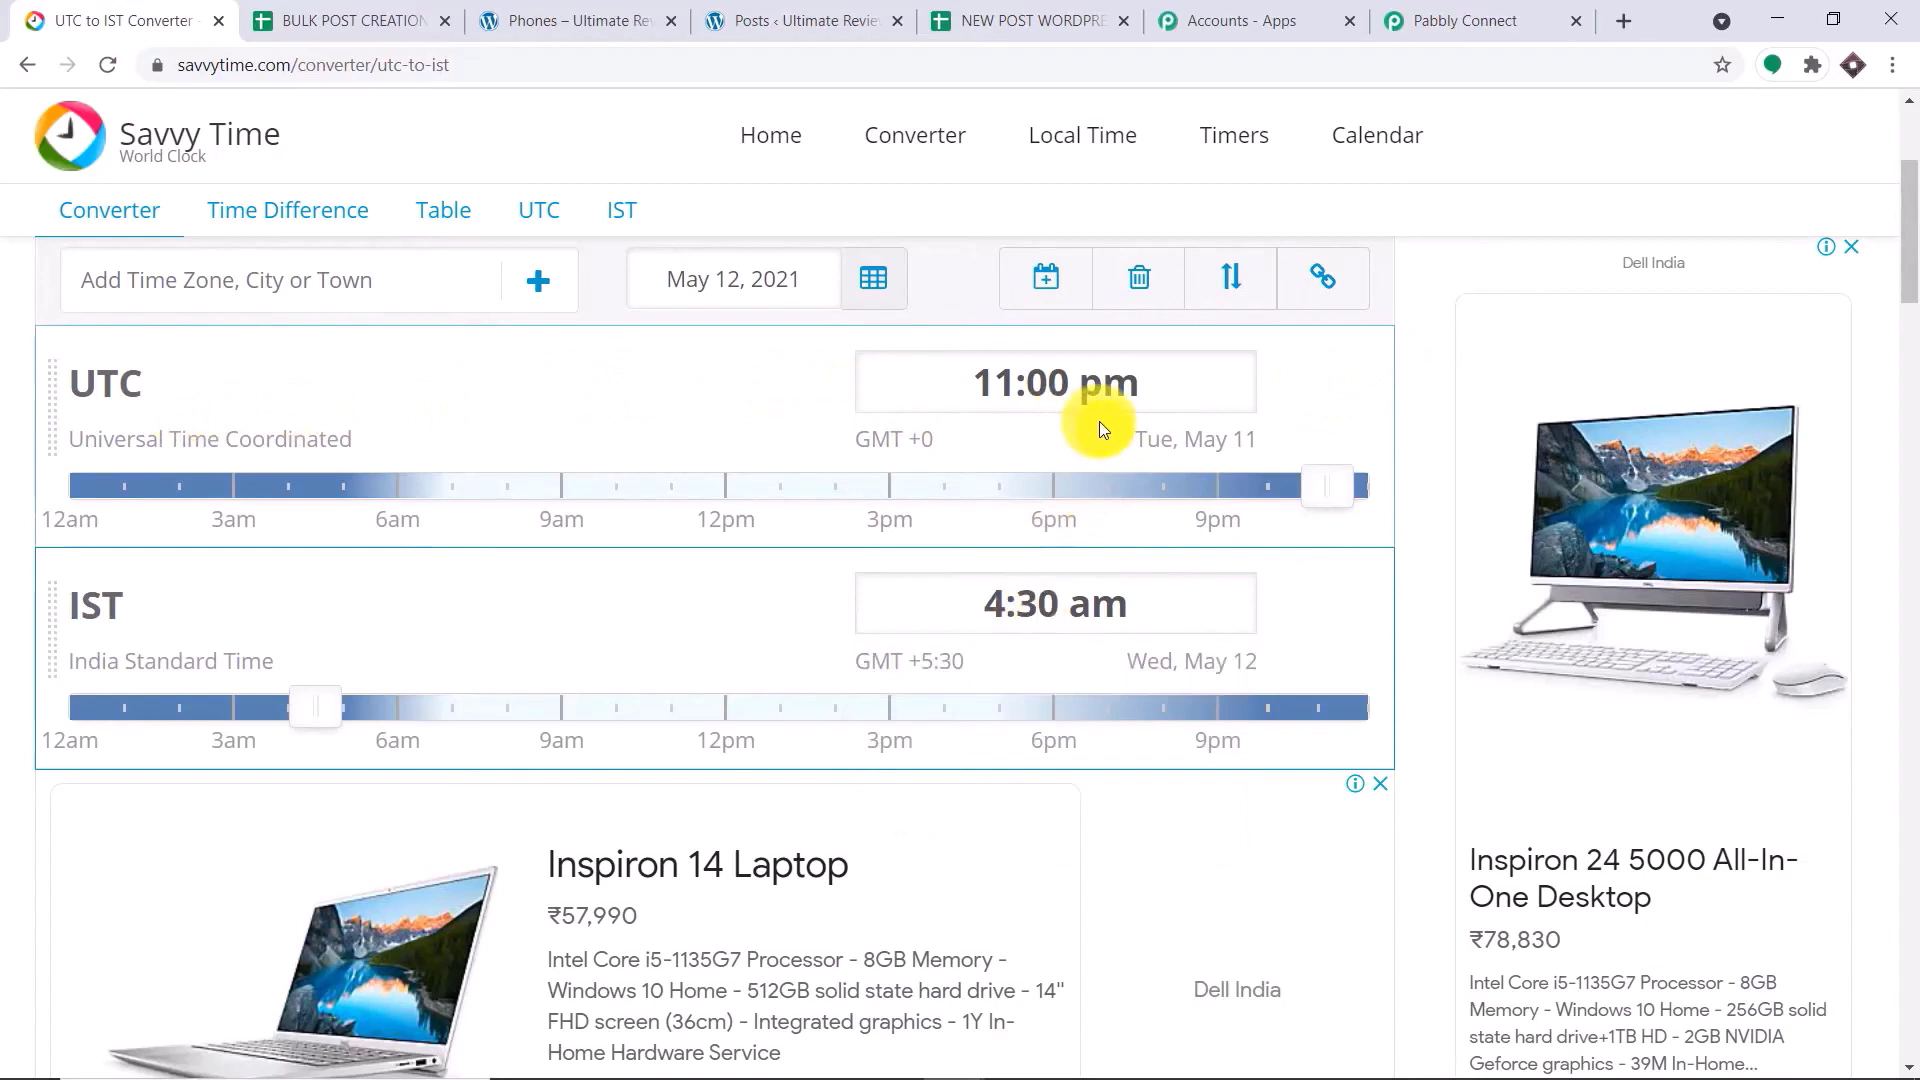 UTC to IST Converter -
BULK POST CREATION
Phones – Ultimate Re
Posts ‹ Ultimate Revie
NEW POST WORDPRE
Accounts - Apps
Pabbly Connect
savvytime.com/converter/utc-to-ist
Savvy Time
World Clock
Home
Converter
Local Time
Timers
Calendar
Converter
Time Difference
Table
UTC
IST
Add Time Zone, City or Town
May 12, 2021
UTC
11:00 pm
Universal Time Coordinated
GMT +0
Tue, May 11
12am 3am 6am 9am 12pm 3pm 6pm 9pm
IST
4:30 am
India Standard Time
GMT +5:30
Wed, May 12
12am 3am 6am 9am 12pm 3pm 6pm 9pm
Inspiron 14 Laptop
₹57,990
Intel Core i5-1135G7 Processor - 8GB Memory -
Windows 10 Home - 512GB solid state hard drive - 14"
FHD screen (36cm) - Integrated graphics - 1Y In-
Home Hardware Service
Dell India
Dell India
Inspiron 24 5000 All-In-
One Desktop
₹78,830
Intel Core i5-1135G7 Processor - 8GB
Memory - Windows 10 Home - 256GB solid
state hard drive+1TB HD - 2GB NVIDIA
Geforce graphics - 39M In-Home...